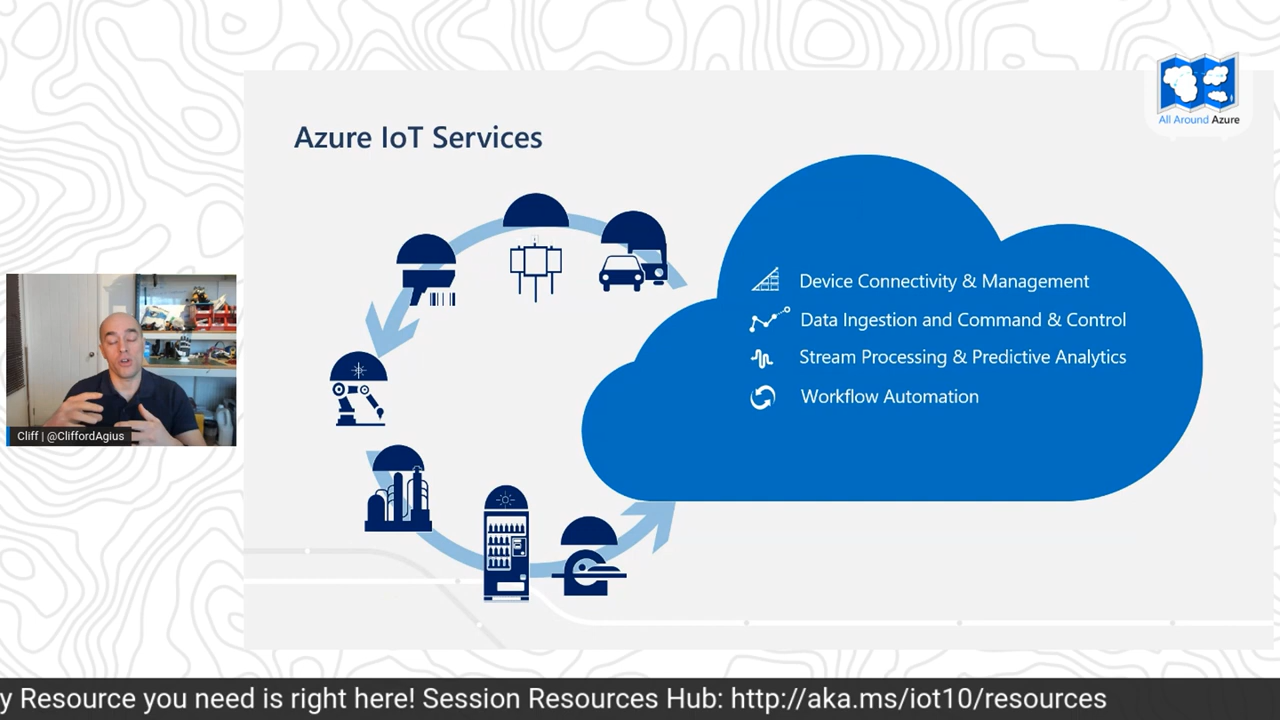 All Around Azure
Azure IoT Services
Device Connectivity & Management
Data Ingestion and Command & Control
Stream Processing & Predictive Analytics
Workflow Automation
Cliff | @CliffordAgius
y Resource you need is right here! Session Resources Hub: http://aka.ms/iot10/resources